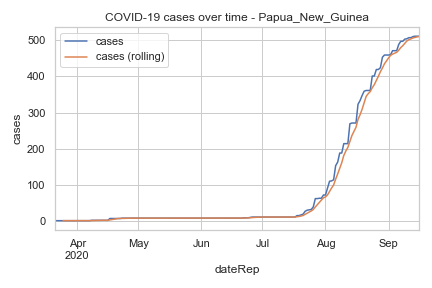 COVID-19 cases over time - Papua_New_Guinea
cases
cases (rolling)
500
400
300
200
100
0
cases
Apr
2020
May
Jun
Jul
Aug
Sep
dateRep